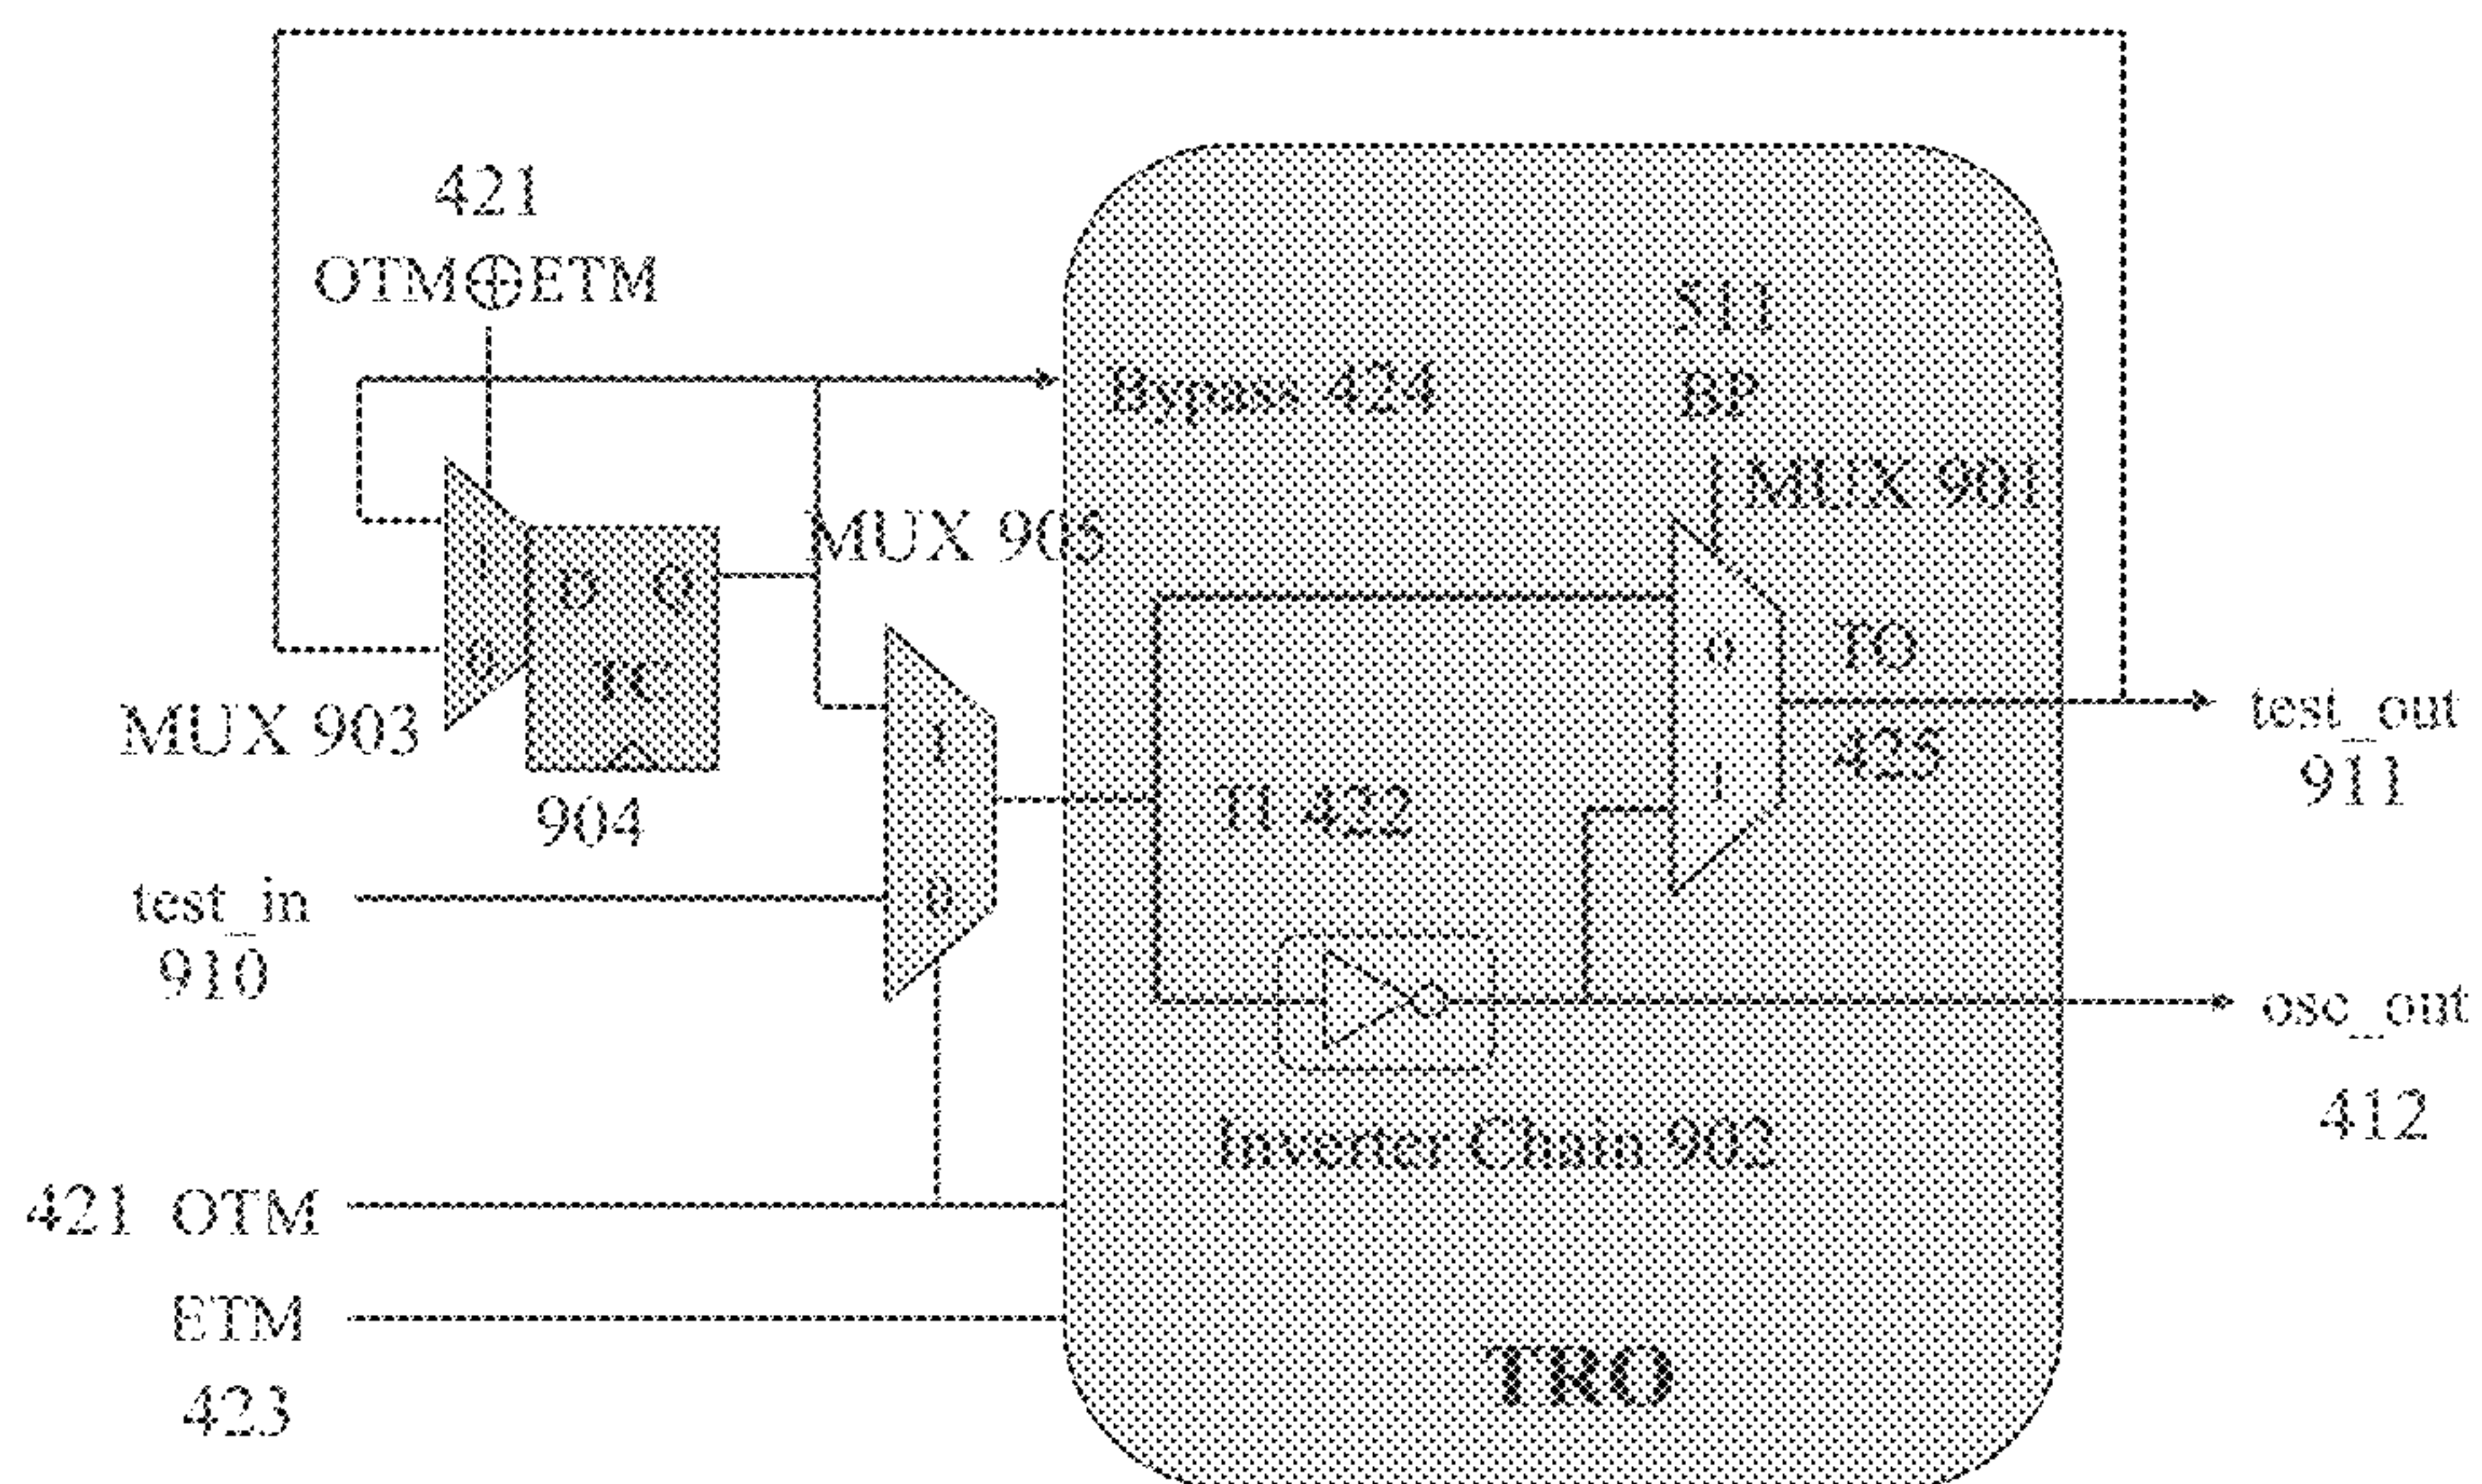 421
OTM⊕ETM
511
BP
Bypass 424
MUX 901
MUX 905
1
D Q
0
TC
0
TO
MUX 903
test_out
1
425
911
1
TI 422
904
test_in
0
910
osc_out
412
Inverter Chain 902
421 OTM
ETM
TRO
423